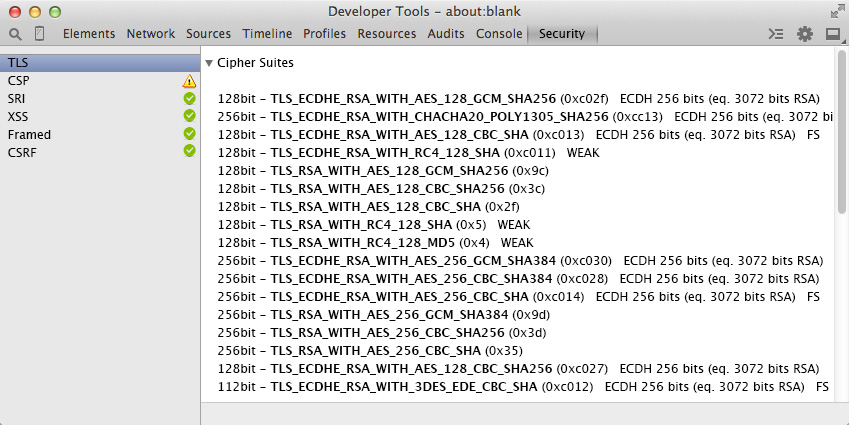 Developer Tools – about:blank
Elements Network Sources Timeline Profiles Resources Audits Console Security
TLS
CSP
SRI
XSS
Framed
CSRF
Cipher Suites
128bit – TLS_ECDHE_RSA_WITH_AES_128_GCM_SHA256 (0xc02f) ECDH 256 bits (eq. 3072 bits RSA)
256bit – TLS_ECDHE_RSA_WITH_CHACHA20_POLY1305_SHA256 (0xcc13) ECDH 256 bits (eq. 3072 bi
128bit – TLS_ECDHE_RSA_WITH_AES_128_CBC_SHA (0xc013) ECDH 256 bits (eq. 3072 bits RSA) FS
128bit – TLS_ECDHE_RSA_WITH_RC4_128_SHA (0xc011) WEAK
128bit – TLS_RSA_WITH_AES_128_GCM_SHA256 (0x9c)
128bit – TLS_RSA_WITH_AES_128_CBC_SHA256 (0x3c)
128bit – TLS_RSA_WITH_AES_128_CBC_SHA (0x2f)
128bit – TLS_RSA_WITH_RC4_128_SHA (0x5) WEAK
128bit – TLS_RSA_WITH_RC4_128_MD5 (0x4) WEAK
256bit – TLS_ECDHE_RSA_WITH_AES_256_GCM_SHA384 (0xc030) ECDH 256 bits (eq. 3072 bits RSA)
256bit – TLS_ECDHE_RSA_WITH_AES_256_CBC_SHA384 (0xc028) ECDH 256 bits (eq. 3072 bits RSA)
256bit – TLS_ECDHE_RSA_WITH_AES_256_CBC_SHA (0xc014) ECDH 256 bits (eq. 3072 bits RSA) FS
256bit – TLS_RSA_WITH_AES_256_GCM_SHA384 (0x9d)
256bit – TLS_RSA_WITH_AES_256_CBC_SHA256 (0x3d)
256bit – TLS_RSA_WITH_AES_256_CBC_SHA (0x35)
128bit – TLS_ECDHE_RSA_WITH_AES_128_CBC_SHA256 (0xc027) ECDH 256 bits (eq. 3072 bits RSA)
112bit – TLS_ECDHE_RSA_WITH_3DES_EDE_CBC_SHA (0xc012) ECDH 256 bits (eq. 3072 bits RSA) FS